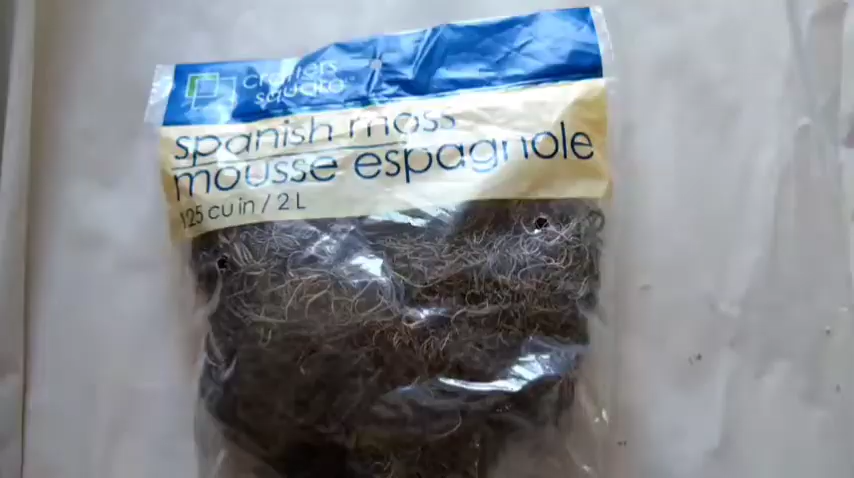 crafters
square
spanish moss
mousse espagnole
125 cu in / 2 L